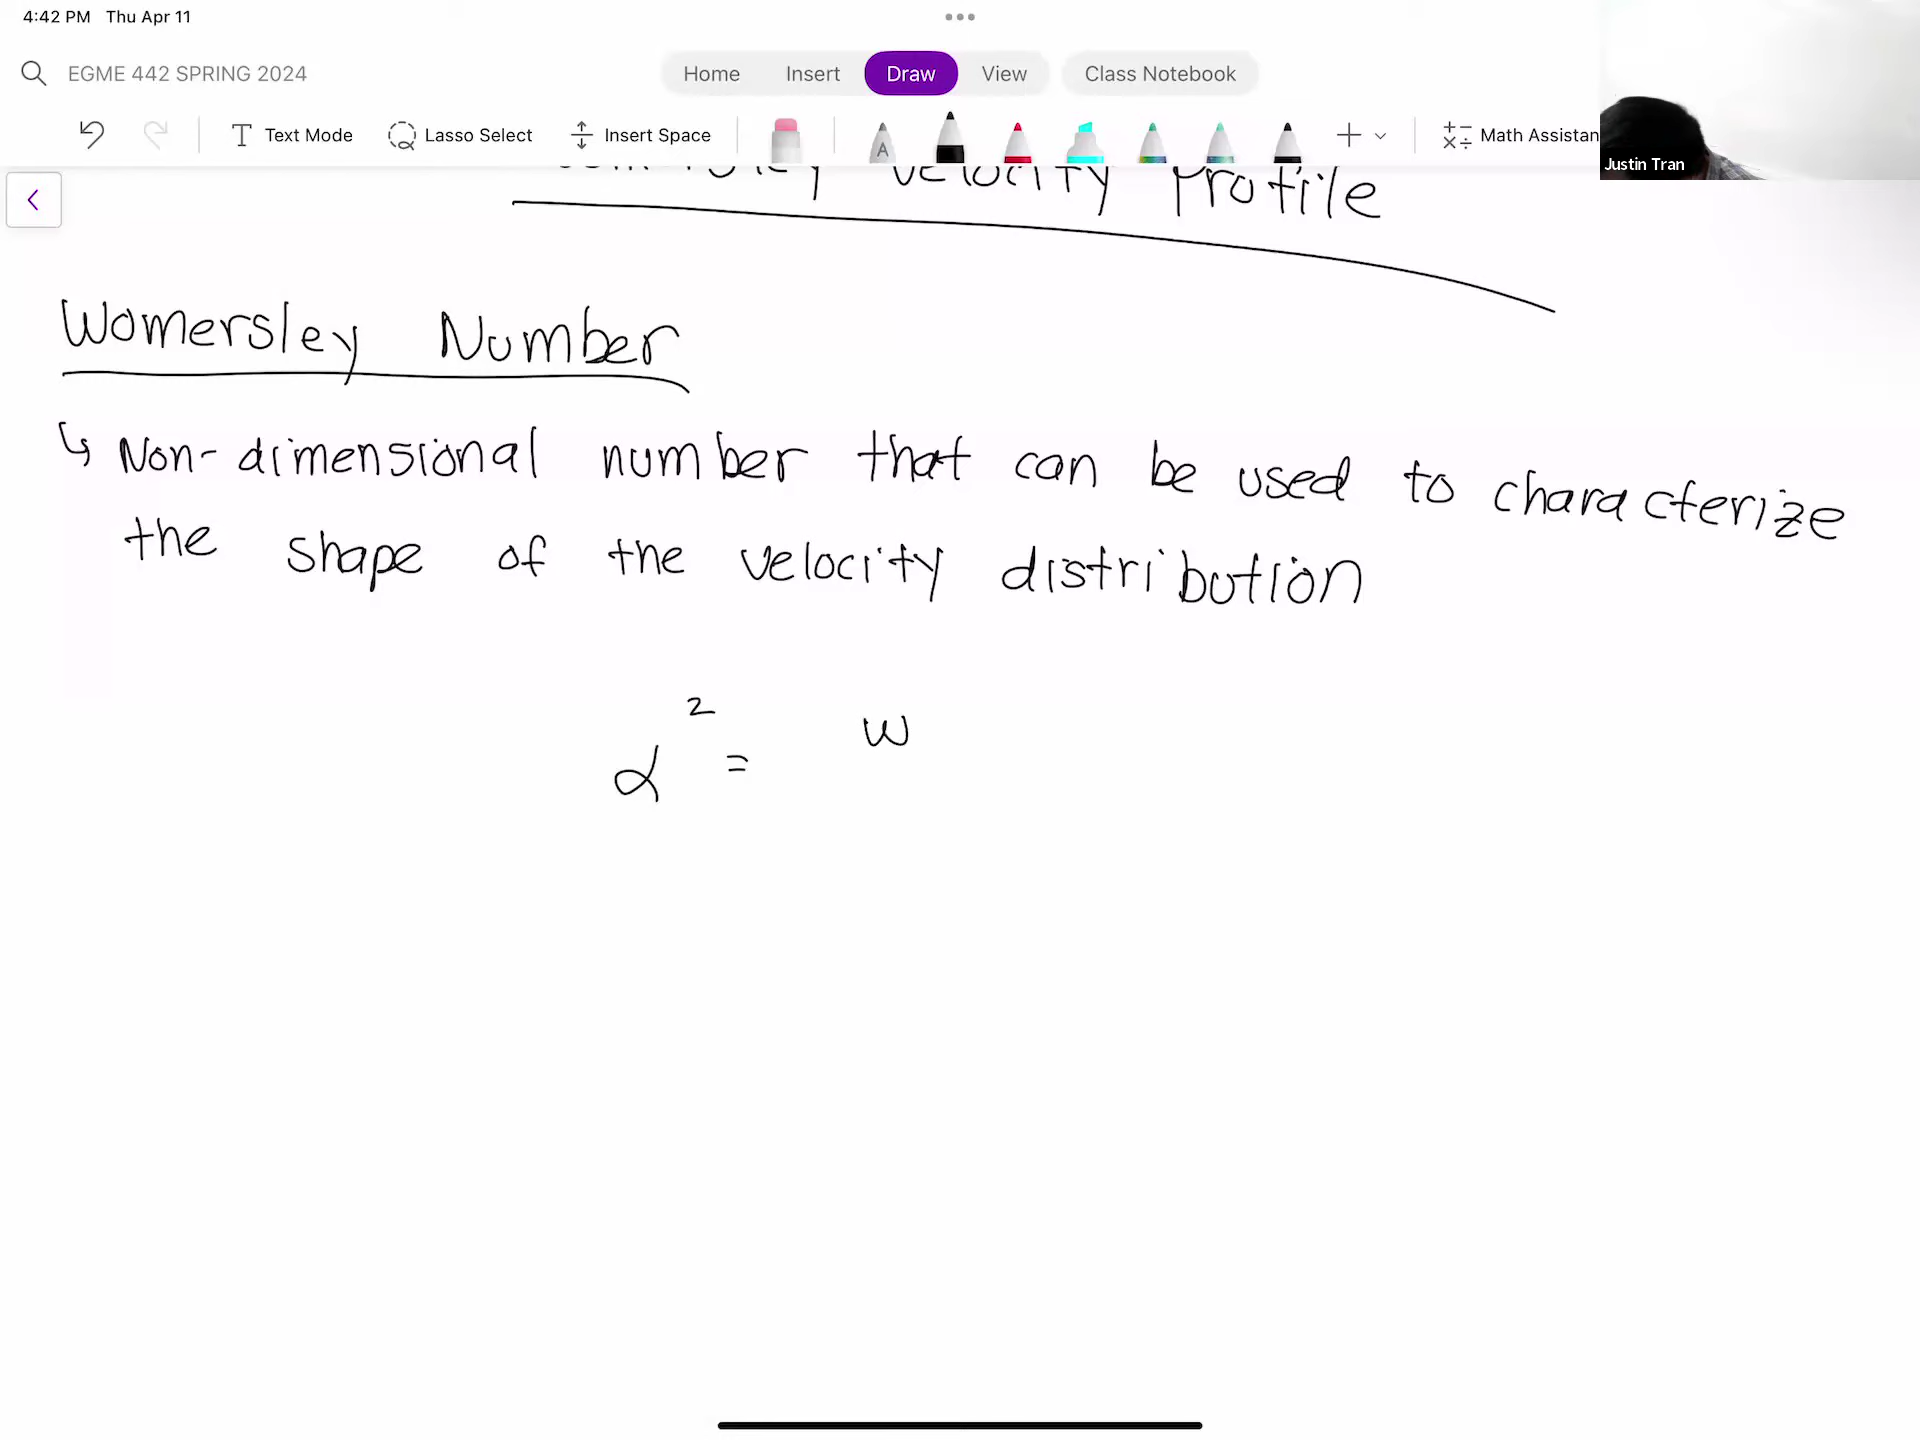 4:42 PM Thu Apr 11
EGME 442 SPRING 2024
Home Insert Draw View Class Notebook
Text Mode Lasso Select Insert Space A Math Assistan
Justin Tran
Velocity Profile
Womersley Number
↳ Non-dimensional number that can be used to characterize
the shape of the velocity distribution
α² = ω